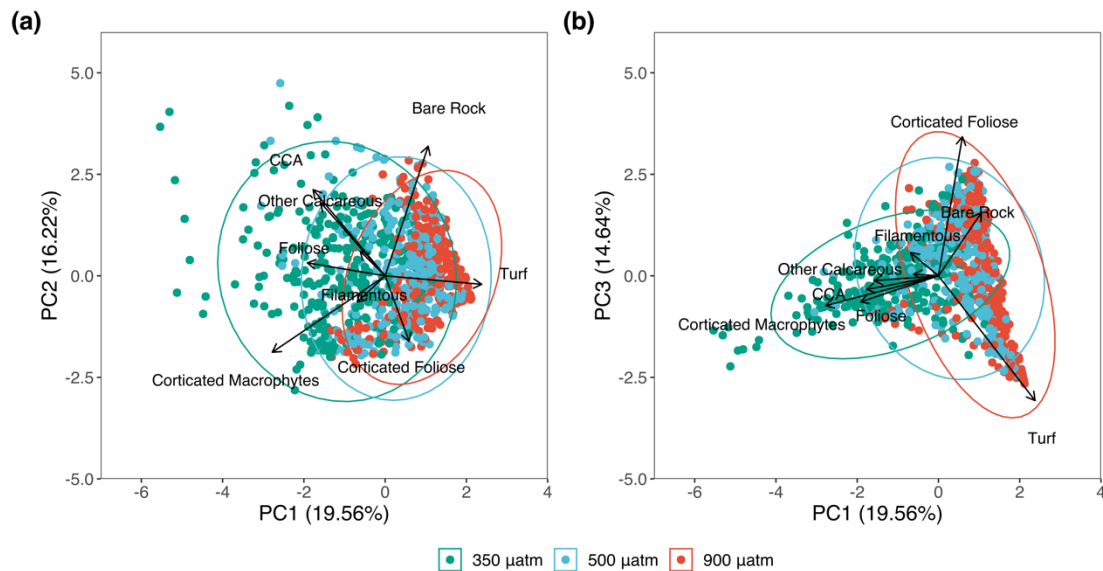 (a)
(b)
5.0
2.5
0.0
-2.5
-5.0
PC2 (16.22%)
Bare Rock
CCA
Other Calcareous
Foliose
Turf
Filamentous
Corticated Foliose
Corticated Macrophytes
-6
-4
-2
0
2
4
PC1 (19.56%)
5.0
2.5
0.0
-2.5
-5.0
PC3 (14.64%)
Corticated Foliose
Bare Rock
Filamentous
Other Calcareous
CCA
Foliose
Corticated Macrophytes
Turf
-6
-4
-2
0
2
4
PC1 (19.56%)
350 µatm
500 µatm
900 µatm